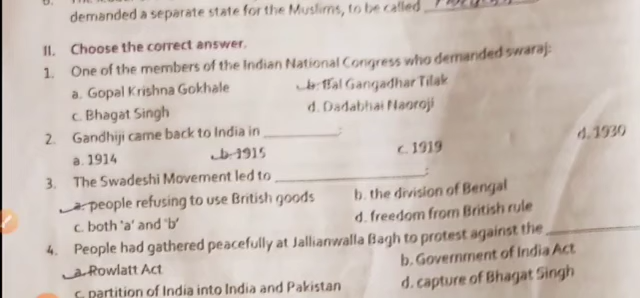 demanded a separate state for the Muslims, to be called
II. Choose the correct answer.
1. One of the members of the Indian National Congress who demanded swaraj:
a. Gopal Krishna Gokhale b. Bal Gangadhar Tilak
c. Bhagat Singh d. Dadabhai Naoroji
2. Gandhiji came back to India in ________:
a. 1914 b. 1915 c. 1919 d. 1930
3. The Swadeshi Movement led to ________:
a. people refusing to use British goods b. the division of Bengal
c. both 'a' and 'b' d. freedom from British rule
4. People had gathered peacefully at Jallianwalla Bagh to protest against the ________
a. Rowlatt Act b. Government of India Act
c. partition of India into India and Pakistan d. capture of Bhagat Singh